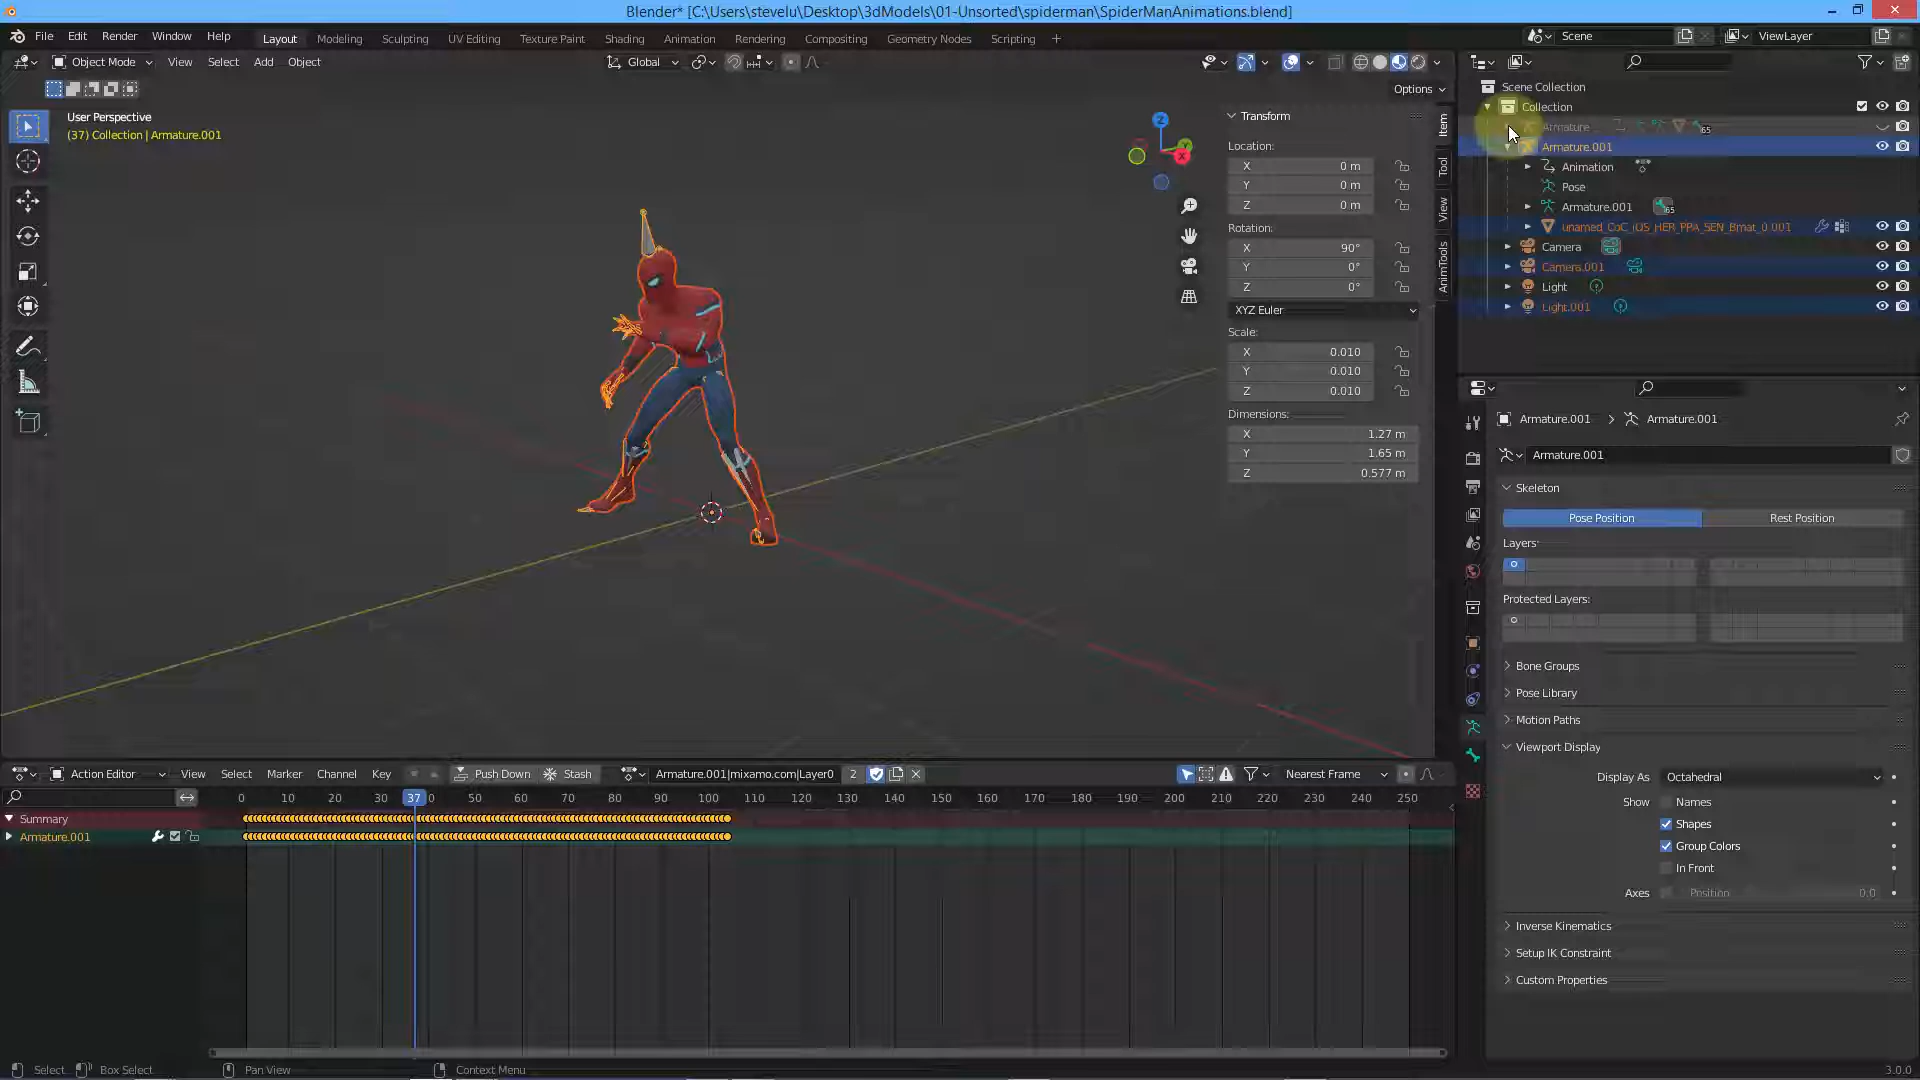 Blender* [C:\Users\stevelu\Desktop\3dModels\01-Unsorted\spiderman\SpiderManAnimations.blend]
File Edit Render Window Help Layout Modeling Sculpting UV Editing Texture Paint Shading Animation Rendering Compositing Geometry Nodes Scripting + Scene ViewLayer
Object Mode View Select Add Object Global
Options
User Perspective
(37) Collection | Armature.001
Z
X
Transform
Location:
X 0 m
Y 0 m
Z 0 m
Rotation:
X 90°
Y 0°
Z 0°
XYZ Euler
Scale:
X 0.010
Y 0.010
Z 0.010
Dimensions:
X 1.27 m
Y 1.65 m
Z 0.577 m
Item
Tool
View
AnimTools
Scene Collection
Collection
Armature 65
Armature.001
Animation
Pose
Armature.001 65
unamed_CoC_iOS_HER_PPA_SEN_Bmat_0.001
Camera
Camera.001
Light
Light.001
Armature.001 > Armature.001
Armature.001
Skeleton
Pose Position Rest Position
Layers:
Protected Layers:
Bone Groups
Pose Library
Motion Paths
Viewport Display
Display As Octahedral
Show Names
Shapes
Group Colors
In Front
Axes Position 0.0
Inverse Kinematics
Setup IK Constraint
Custom Properties
Action Editor View Select Marker Channel Key Push Down Stash Armature.001|mixamo.com|Layer0 2 Nearest Frame
0 10 20 30 37 0 50 60 70 80 90 100 110 120 130 140 150 160 170 180 190 200 210 220 230 240 250
Summary
Armature.001
Select Box Select Pan View Context Menu 3.0.0